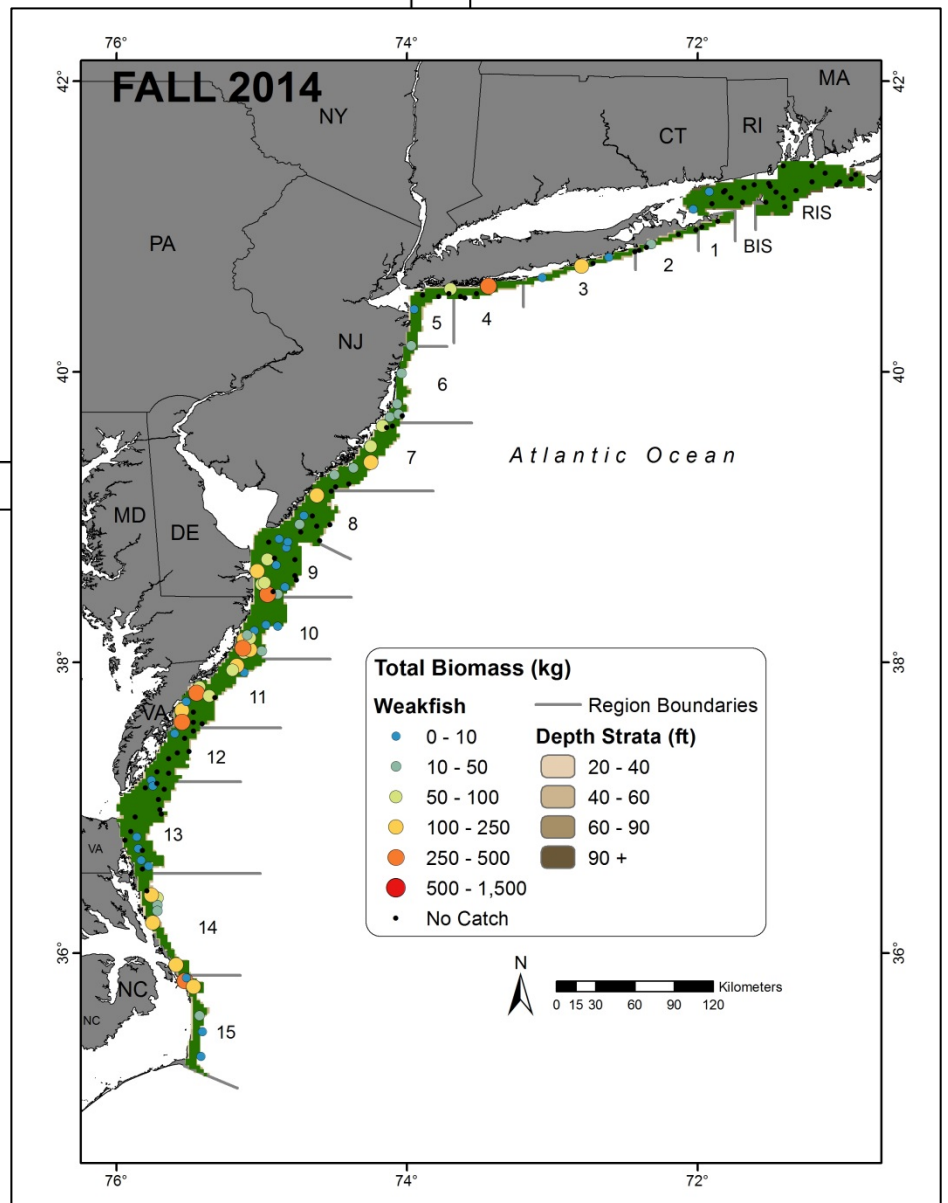 76°
74°
72°
FALL 2014
42°
42°
MA
NY
CT
RI
PA
RIS
BIS
1
2
3
4
5
NJ
40°
40°
6
7
Atlantic Ocean
MD
DE
8
9
10
38°
38°
Total Biomass (kg)
Weakfish
Region Boundaries
0 - 10
Depth Strata (ft)
10 - 50
20 - 40
50 - 100
40 - 60
100 - 250
60 - 90
250 - 500
90 +
500 - 1,500
No Catch
11
VA
12
13
VA
14
36°
36°
N
Kilometers
0 15 30 60 90 120
NC
NC
15
76°
74°
72°